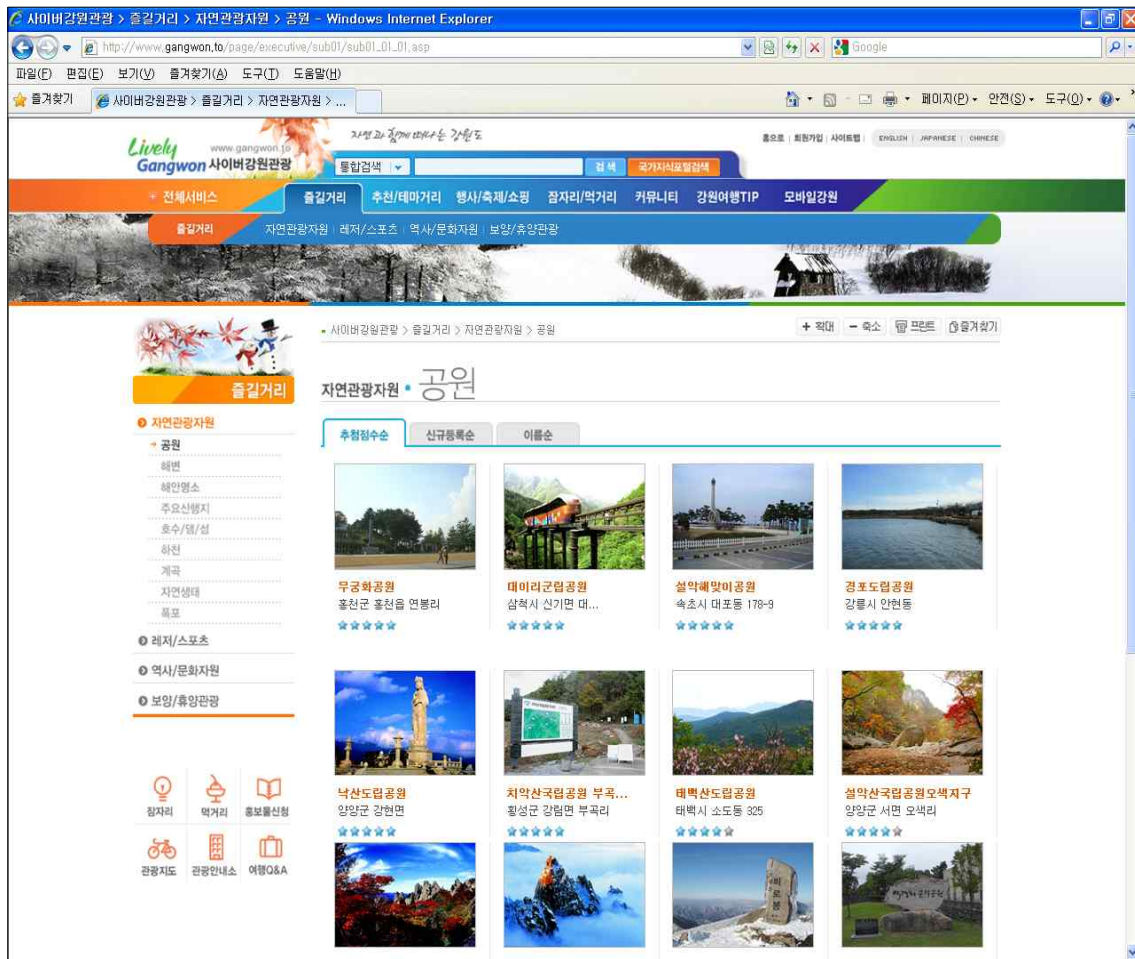 사이버강원관광 > 즐길거리 > 자연관광자원 > 공원 - Windows Internet Explorer
http://www.gangwon.to/page/executive/sub01/sub01_01_01.asp
Google
파일(F) 편집(E) 보기(V) 즐겨찾기(A) 도구(T) 도움말(H)
즐겨찾기 사이버강원관광 > 즐길거리 > 자연관광자원 > ... 페이지(P) 안전(S) 도구(O)
자연과 함께 떠나는 강원도
홈으로 | 회원가입 | 사이트맵 | ENGLISH | JAPANESE | CHINESE
Lively www.gangwon.to
Gangwon 사이버강원관광
통합검색 검색 국가지식포털검색
전체서비스 즐길거리 추천/테마거리 행사/축제/쇼핑 잠자리/먹거리 커뮤니티 강원여행TIP 모바일강원
즐길거리 자연관광자원 | 레저/스포츠 | 역사/문화자원 | 보양/휴양관광
사이버강원관광 > 즐길거리 > 자연관광자원 > 공원
+ 확대 - 축소 프린트 즐겨찾기
즐길거리
자연관광자원 • 공원
자연관광자원
공원
해변
해안명소
주요산행지
호수/댐/섬
하천
계곡
자연생태
폭포
레저/스포츠
역사/문화자원
보양/휴양관광
잠자리 먹거리 홍보물신청
관광지도 관광안내소 여행Q&A
추천점수순 신규등록순 이름순
무궁화공원 대이리군립공원 설악해맞이공원 경포도립공원
홍천군 홍천읍 연봉리 삼척시 신기면 대... 속초시 대포동 178-9 강릉시 안현동
낙산도립공원 치악산국립공원 부곡... 태백산도립공원 설악산국립공원오색지구
양양군 강현면 횡성군 강림면 부곡리 태백시 소도동 325 양양군 서면 오색리
비로봉